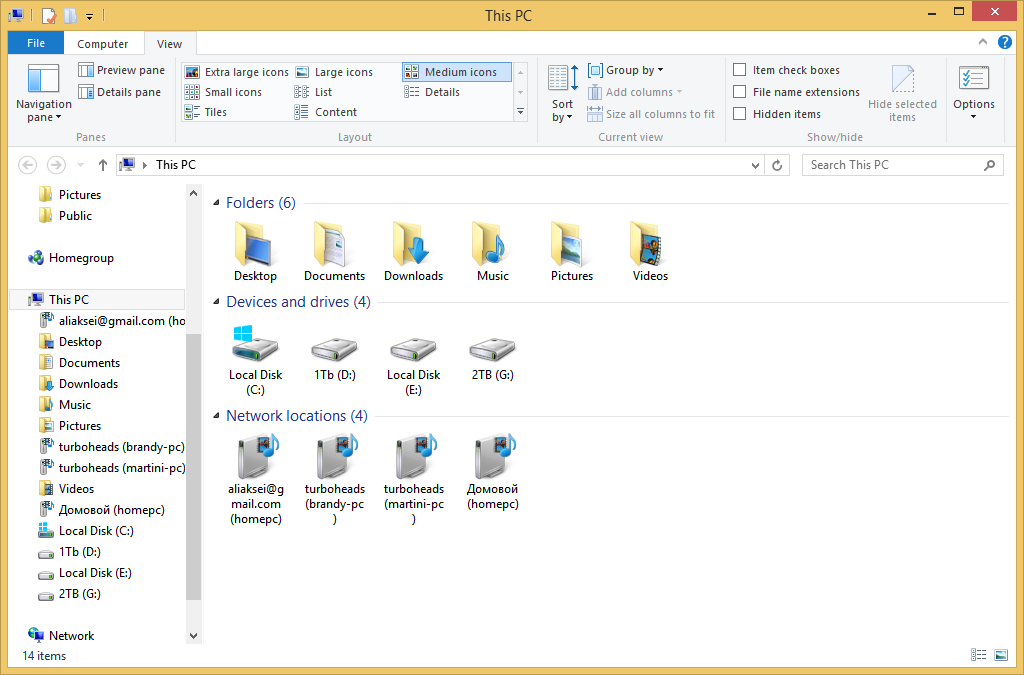 This PC
File Computer View
Navigation pane
Preview pane
Details pane
Panes
Extra large icons Large icons Medium icons
Small icons List Details
Tiles Content
Layout
Sort by
Group by
Add columns
Size all columns to fit
Current view
Item check boxes
File name extensions
Hidden items
Hide selected items
Show/hide
Options
This PC
Search This PC
Pictures
Public
Homegroup
This PC
aliaksei@gmail.com (ho
Desktop
Documents
Downloads
Music
Pictures
turboheads (brandy-pc)
turboheads (martini-pc)
Videos
Домовой (homepc)
Local Disk (C:)
1Tb (D:)
Local Disk (E:)
2TB (G:)
Network
Folders (6)
Desktop Documents Downloads Music Pictures Videos
Devices and drives (4)
Local Disk (C:)
1Tb (D:)
Local Disk (E:)
2TB (G:)
Network locations (4)
aliaksei@g
mail.com
(homepc)
turboheads
(brandy-pc
)
turboheads
(martini-pc
)
Домовой
(homepc)
14 items